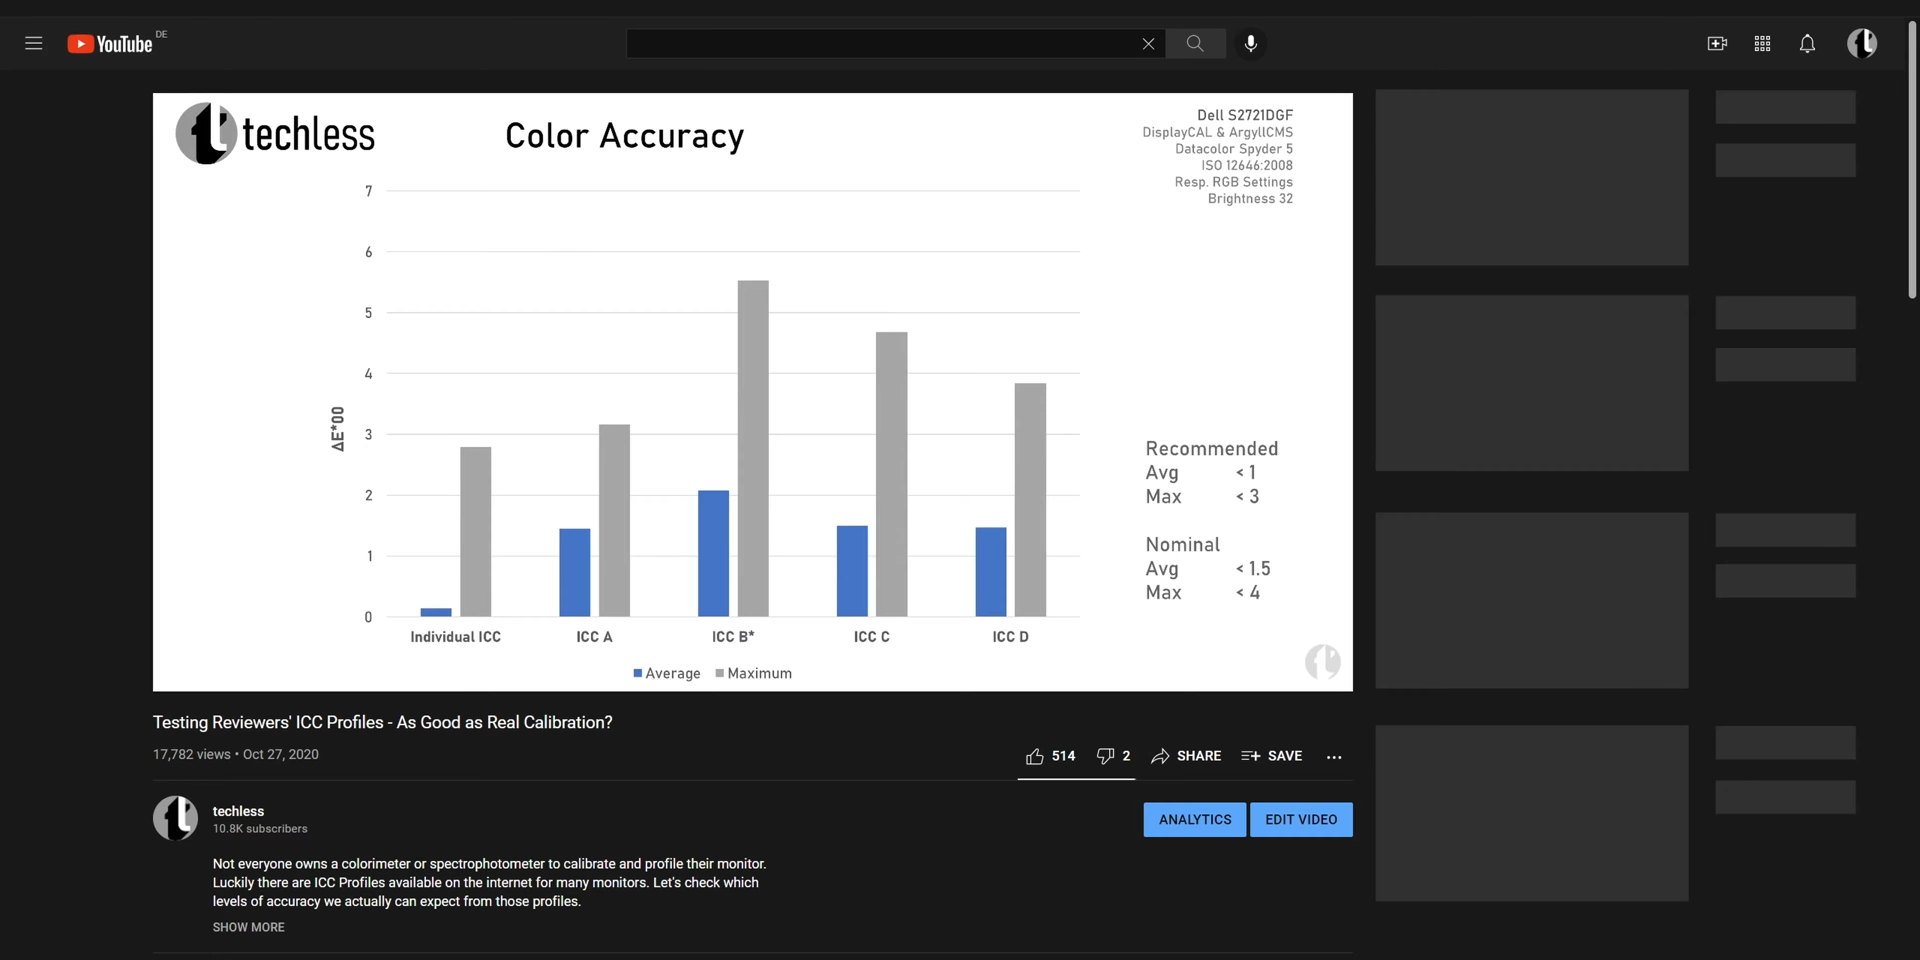 YouTube DE
techless
Color Accuracy
Dell S2721DGF
DisplayCAL & ArgyllCMS
Datacolor Spyder 5
ISO 12646:2008
Resp. RGB Settings
Brightness 32
7
6
5
4
3
2
1
0
ΔE*00
Individual ICC
ICC A
ICC B*
ICC C
ICC D
Average
Maximum
Recommended
Avg < 1
Max < 3
Nominal
Avg < 1.5
Max < 4
Testing Reviewers' ICC Profiles - As Good as Real Calibration?
17,782 views • Oct 27, 2020
514
2
SHARE
SAVE
techless
10.8K subscribers
ANALYTICS
EDIT VIDEO
Not everyone owns a colorimeter or spectrophotometer to calibrate and profile their monitor.
Luckily there are ICC Profiles available on the internet for many monitors. Let's check which
levels of accuracy we actually can expect from those profiles.
SHOW MORE